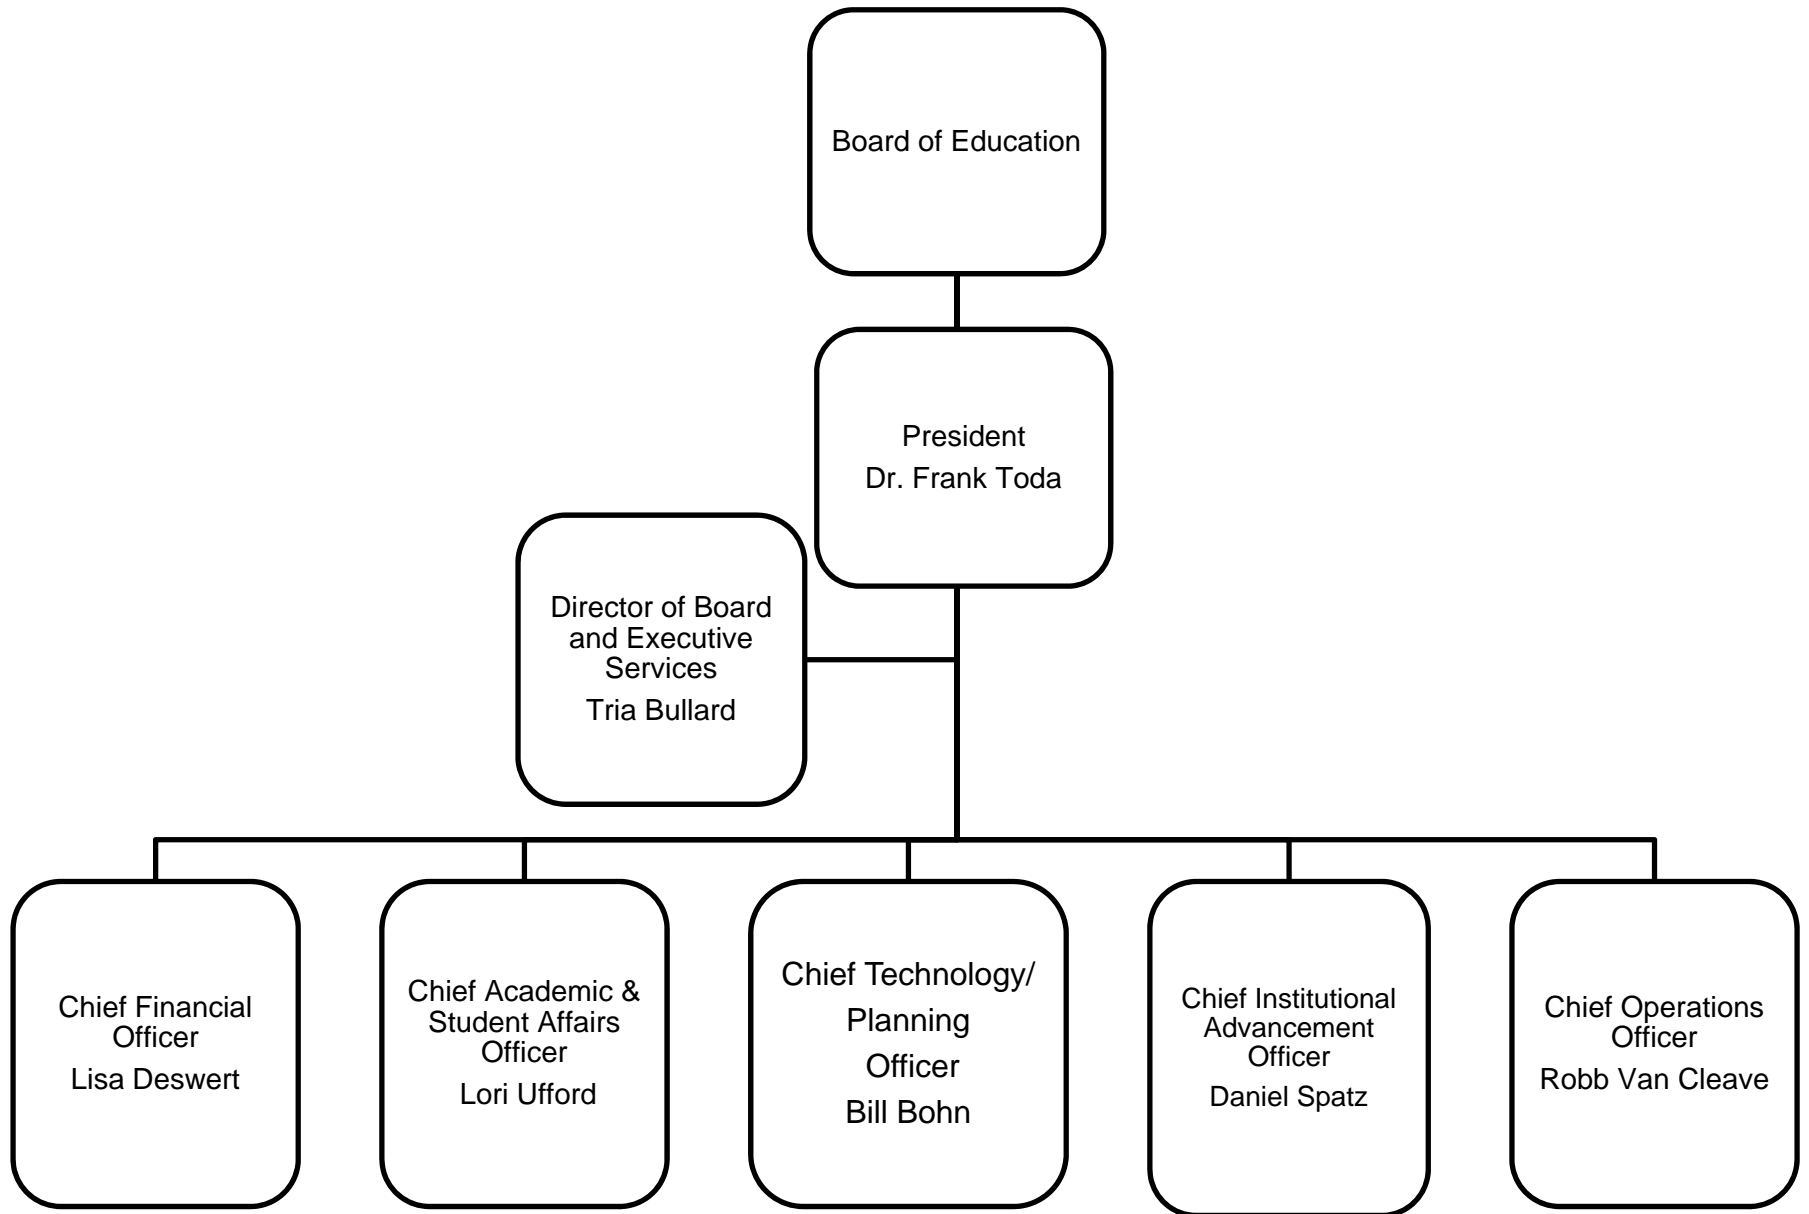 Board of Education
President
Dr. Frank Toda
Director of Board
and Executive
Services
Tria Bullard
Chief Financial
Officer
Lisa Deswert
Chief Academic &
Student Affairs
Officer
Lori Ufford
Chief Technology/
Planning
Officer
Bill Bohn
Chief Institutional
Advancement
Officer
Daniel Spatz
Chief Operations
Officer
Robb Van Cleave